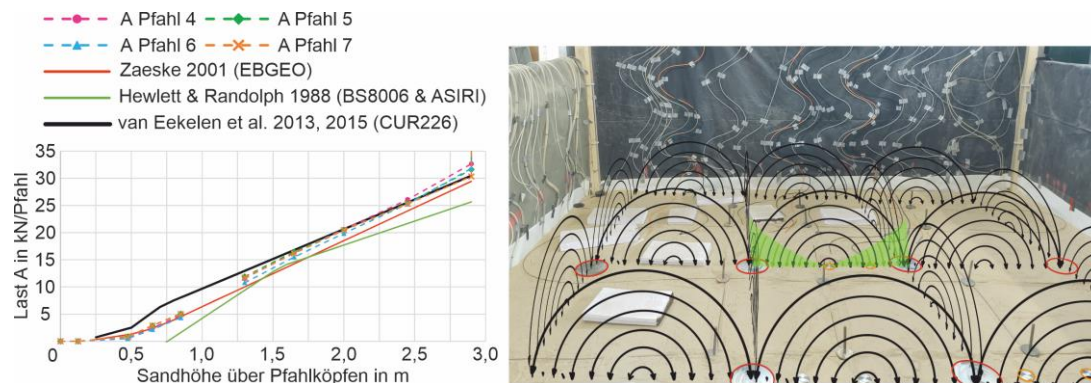 A Pfahl 4 A Pfahl 5
A Pfahl 6 A Pfahl 7
Zaeske 2001 (EBGEO)
Hewlett & Randolph 1988 (BS8006 & ASIRI)
van Eekelen et al. 2013, 2015 (CUR226)
Last A in kN/Pfahl
35
30
25
20
15
10
5
0 0,5 1,0 1,5 2,0 2,5 3,0
Sandhöhe über Pfahlköpfen in m